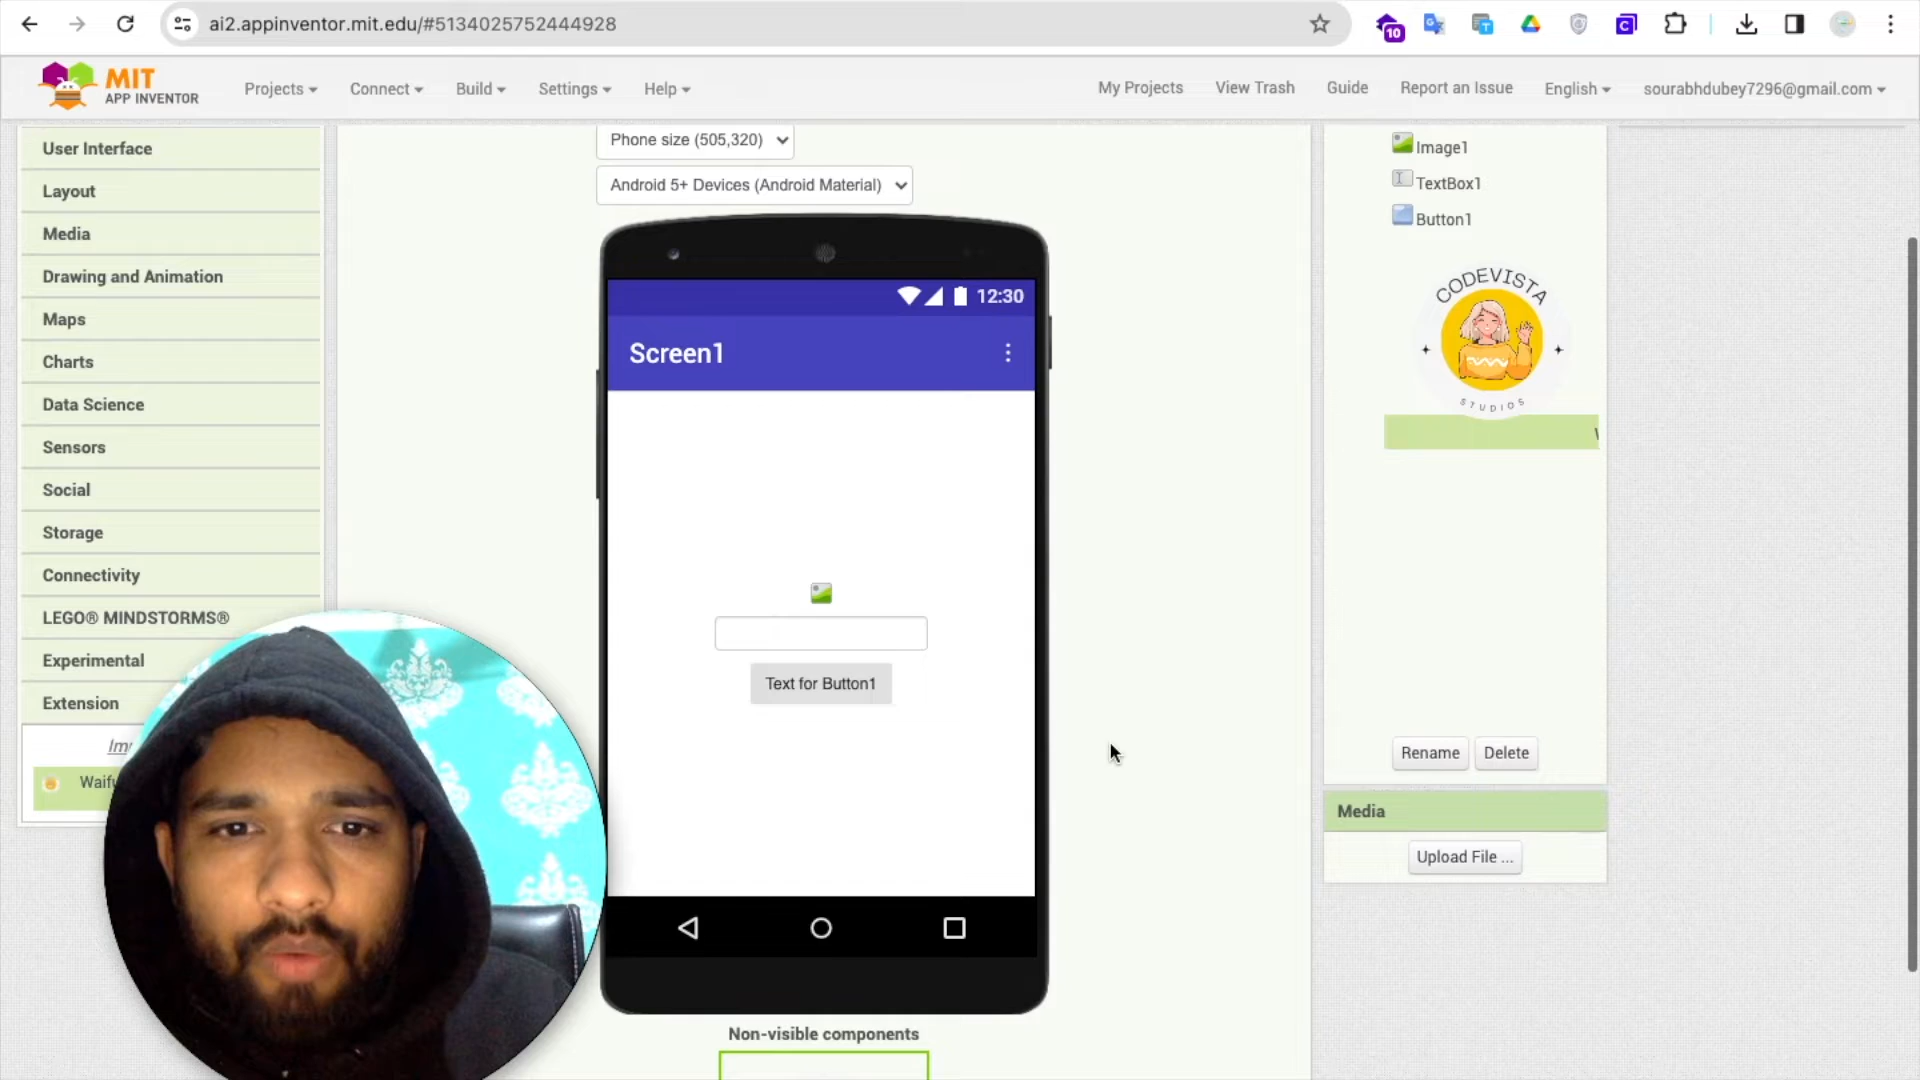 ai2.appinventor.mit.edu/#5134025752444928
10
MIT
APP INVENTOR
Projects
Connect
Build
Settings
Help
My Projects
View Trash
Guide
Report an Issue
English
sourabhdubey7296@gmail.com
User Interface
Layout
Media
Drawing and Animation
Maps
Charts
Data Science
Sensors
Social
Storage
Connectivity
LEGO® MINDSTORMS®
Experimental
Extension
Phone size (505,320)
Android 5+ Devices (Android Material)
12:30
Screen1
Text for Button1
Non-visible components
Image1
TextBox1
Button1
CODEVISTA
STUDIOS
Rename
Delete
Media
Upload File ...